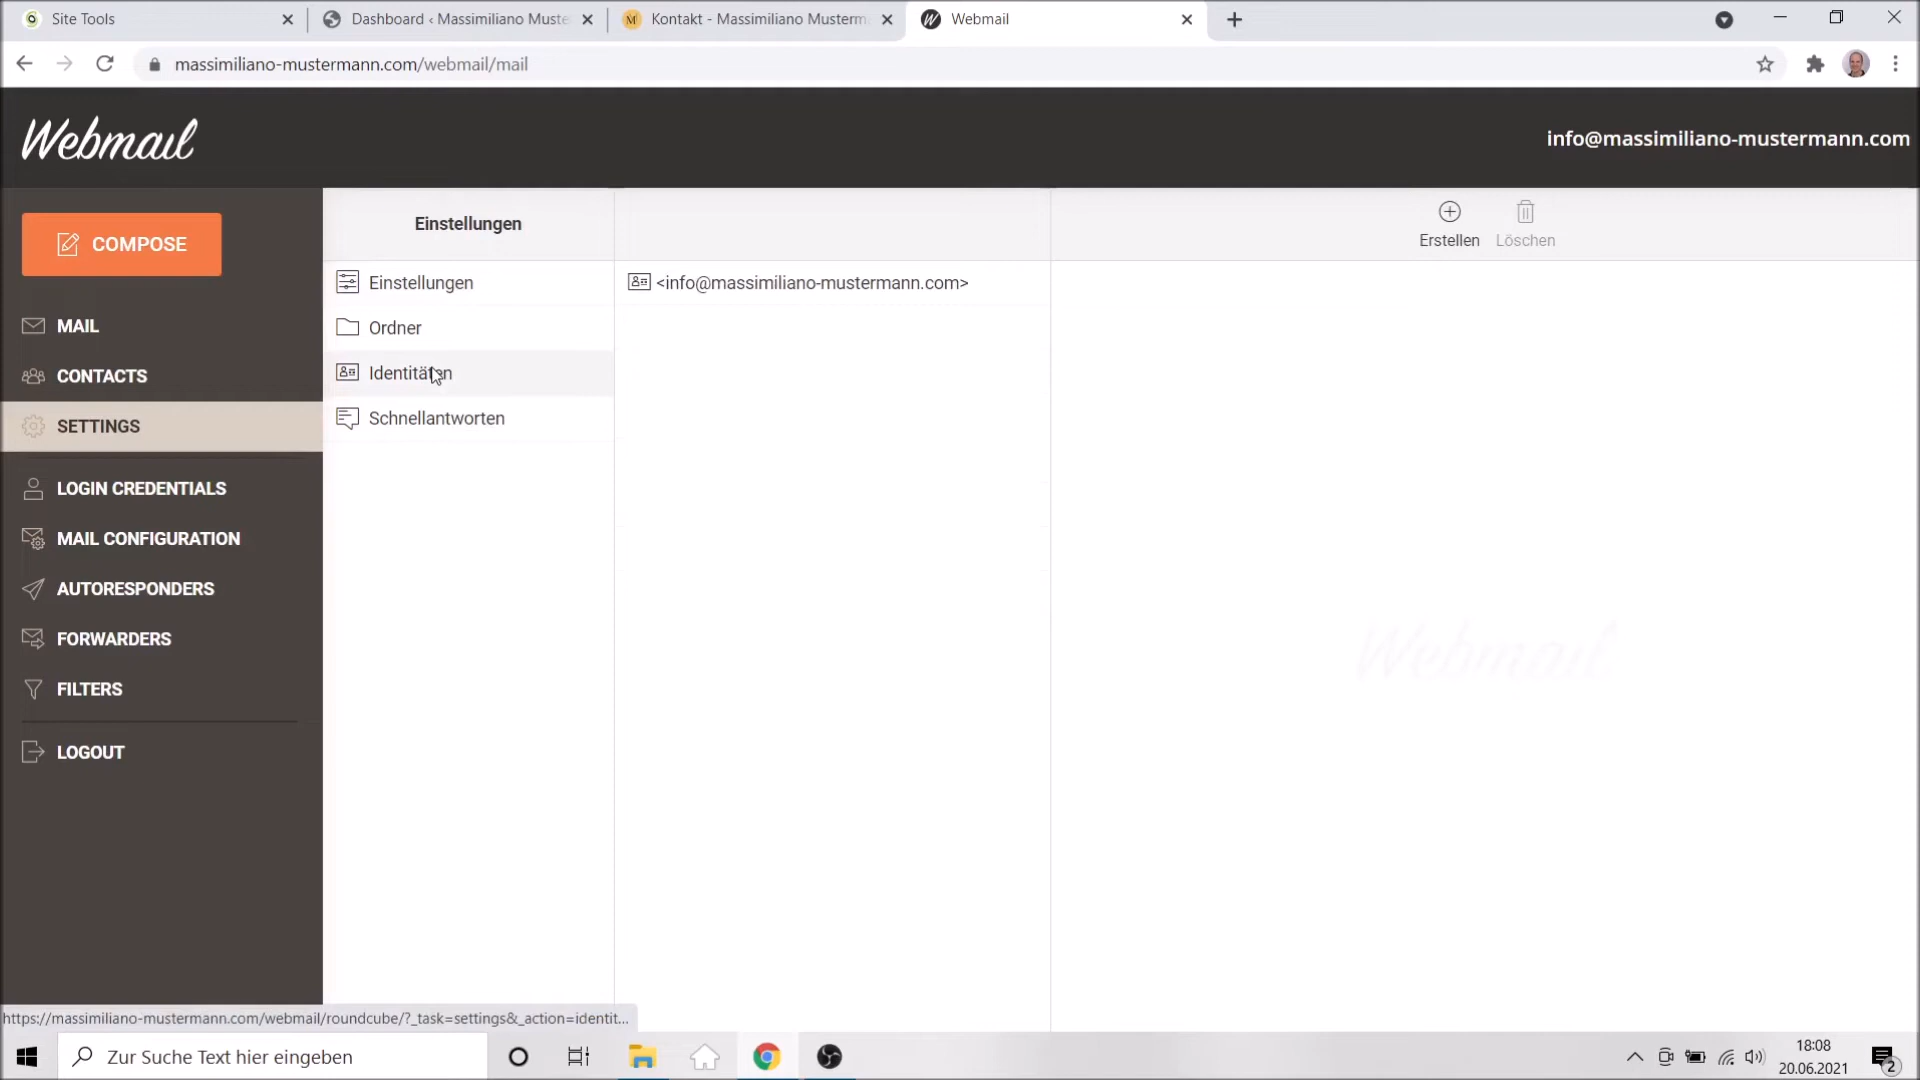 Site Tools
Dashboard ‹ Massimiliano Muste
Kontakt - Massimiliano Musterm
Webmail
massimiliano-mustermann.com/webmail/mail
Webmail
info@massimiliano-mustermann.com
COMPOSE
MAIL
CONTACTS
SETTINGS
LOGIN CREDENTIALS
MAIL CONFIGURATION
AUTORESPONDERS
FORWARDERS
FILTERS
LOGOUT
Einstellungen
Einstellungen
Ordner
Identitäten
Schnellantworten
<info@massimiliano-mustermann.com>
Erstellen
Löschen
Webmail
https://massimiliano-mustermann.com/webmail/roundcube/?_task=settings&_action=identit...
Zur Suche Text hier eingeben
18:08
20.06.2021
2